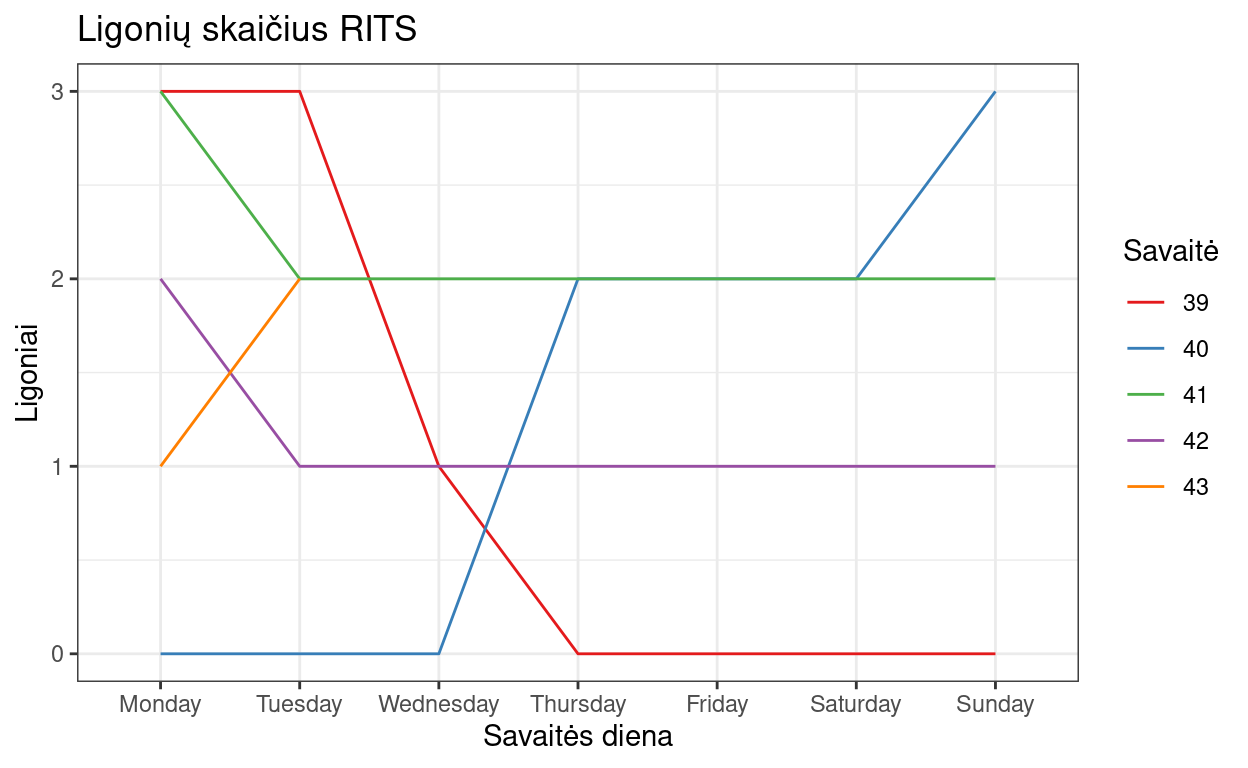 Ligonių skaičius RITS
Ligoniai
3
2
1
0
Monday Tuesday Wednesday Thursday Friday Saturday Sunday
Savaitės diena
Savaitė
39
40
41
42
43